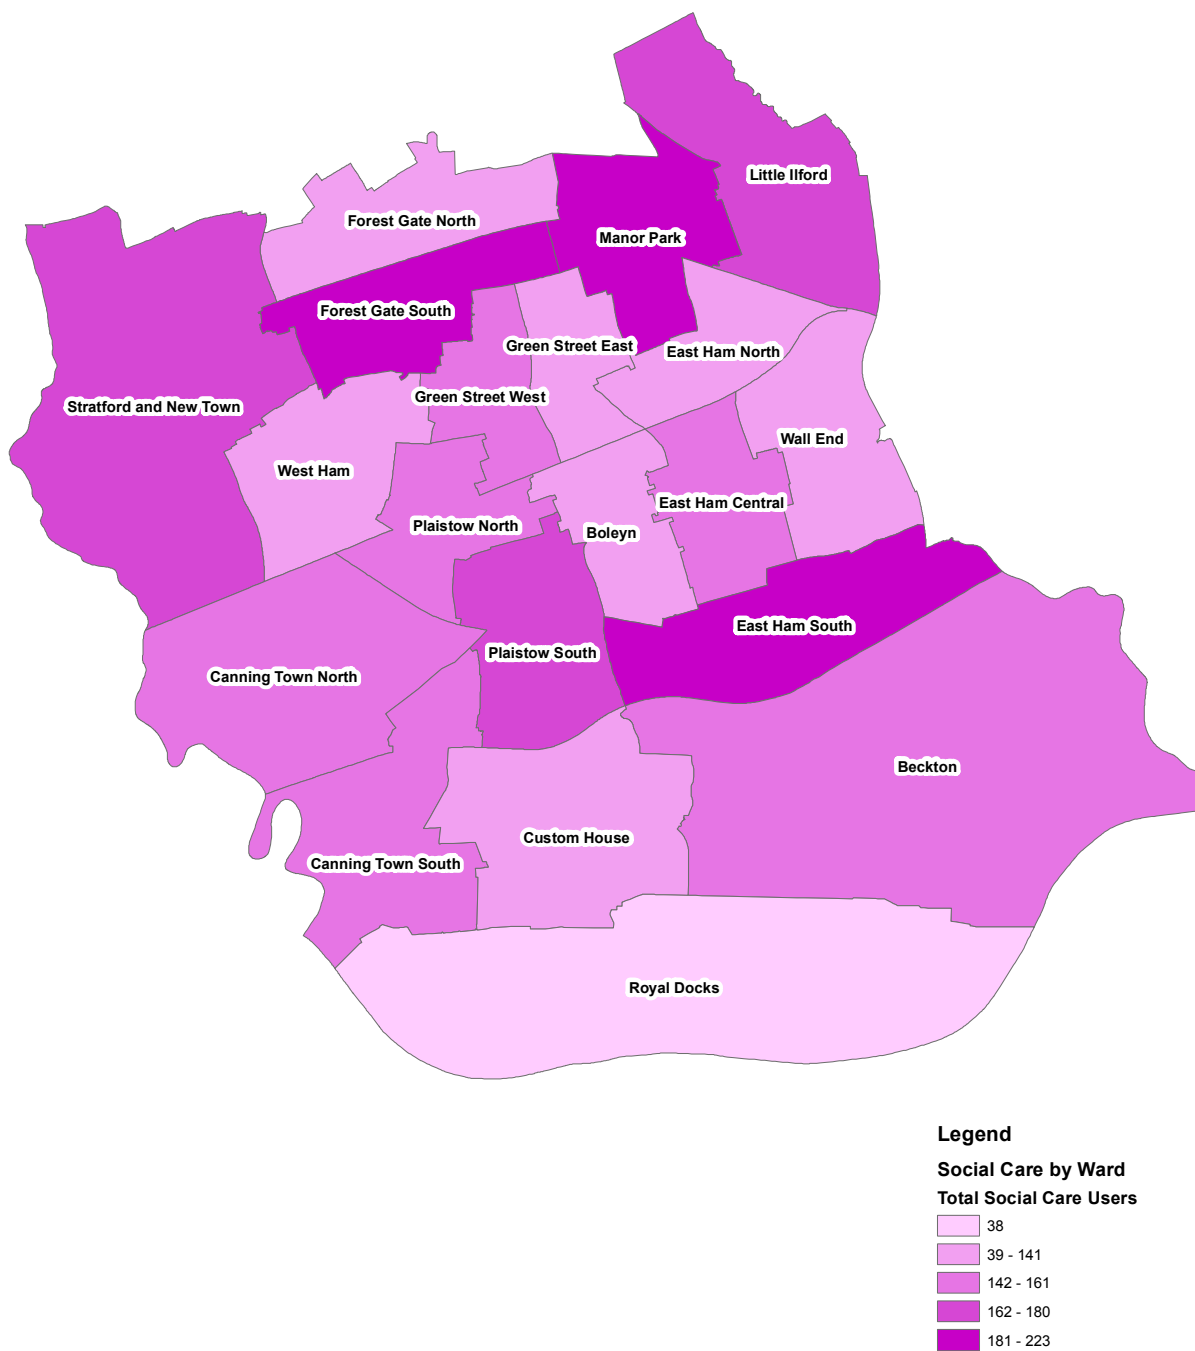 Little Ilford
Forest Gate North
Manor Park
Forest Gate South
Green Street East
East Ham North
Green Street West
Stratford and New Town
Wall End
West Ham
East Ham Central
Plaistow North
Boleyn
East Ham South
Plaistow South
Canning Town North
Beckton
Custom House
Canning Town South
Royal Docks
Legend
Social Care by Ward
Total Social Care Users
38
39 - 141
142 - 161
162 - 180
181 - 223